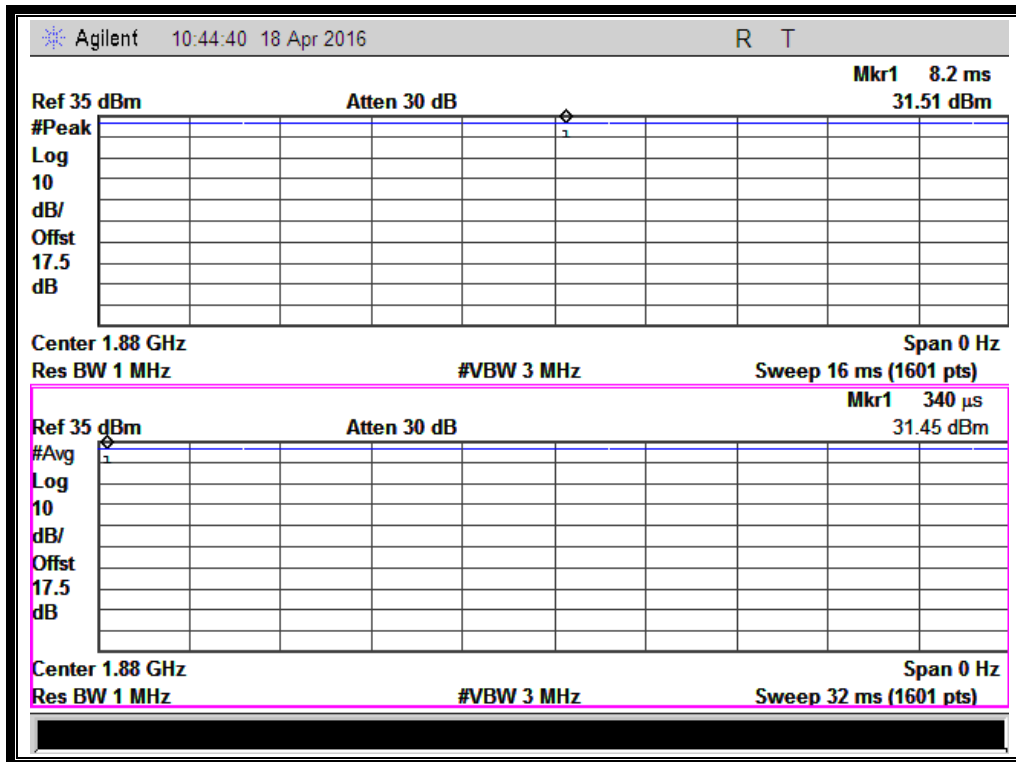 Agilent 10:44:40 18 Apr 2016 R T
Mkr1 8.2 ms
Ref 35 dBm Atten 30 dB 31.51 dBm
#Peak
1
Log
10
dB/
Offst
17.5
dB
Center 1.88 GHz Span 0 Hz
Res BW 1 MHz #VBW 3 MHz Sweep 16 ms (1601 pts)
Mkr1 340 μs
Ref 35 dBm Atten 30 dB 31.45 dBm
#Avg
1
Log
10
dB/
Offst
17.5
dB
Center 1.88 GHz Span 0 Hz
Res BW 1 MHz #VBW 3 MHz Sweep 32 ms (1601 pts)